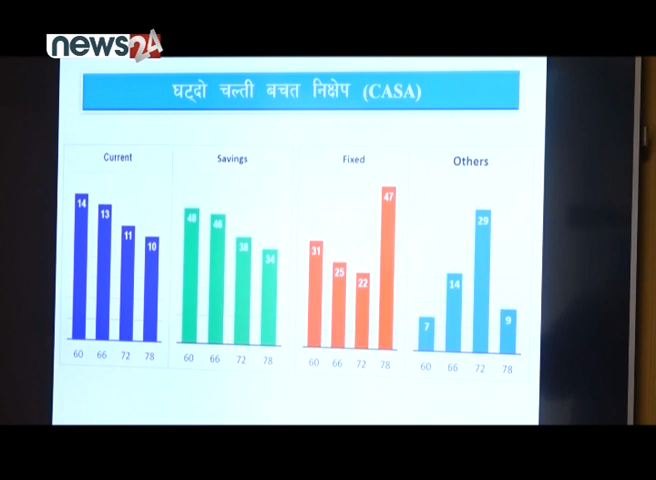 news24
घट्दो चल्ती बचत निक्षेप (CASA)
Current Savings Fixed Others
14 13 11 10
48 46 38 34
31 25 22 47
7 14 29 9
60 66 72 78 60 66 72 78 60 66 72 78 60 66 72 78